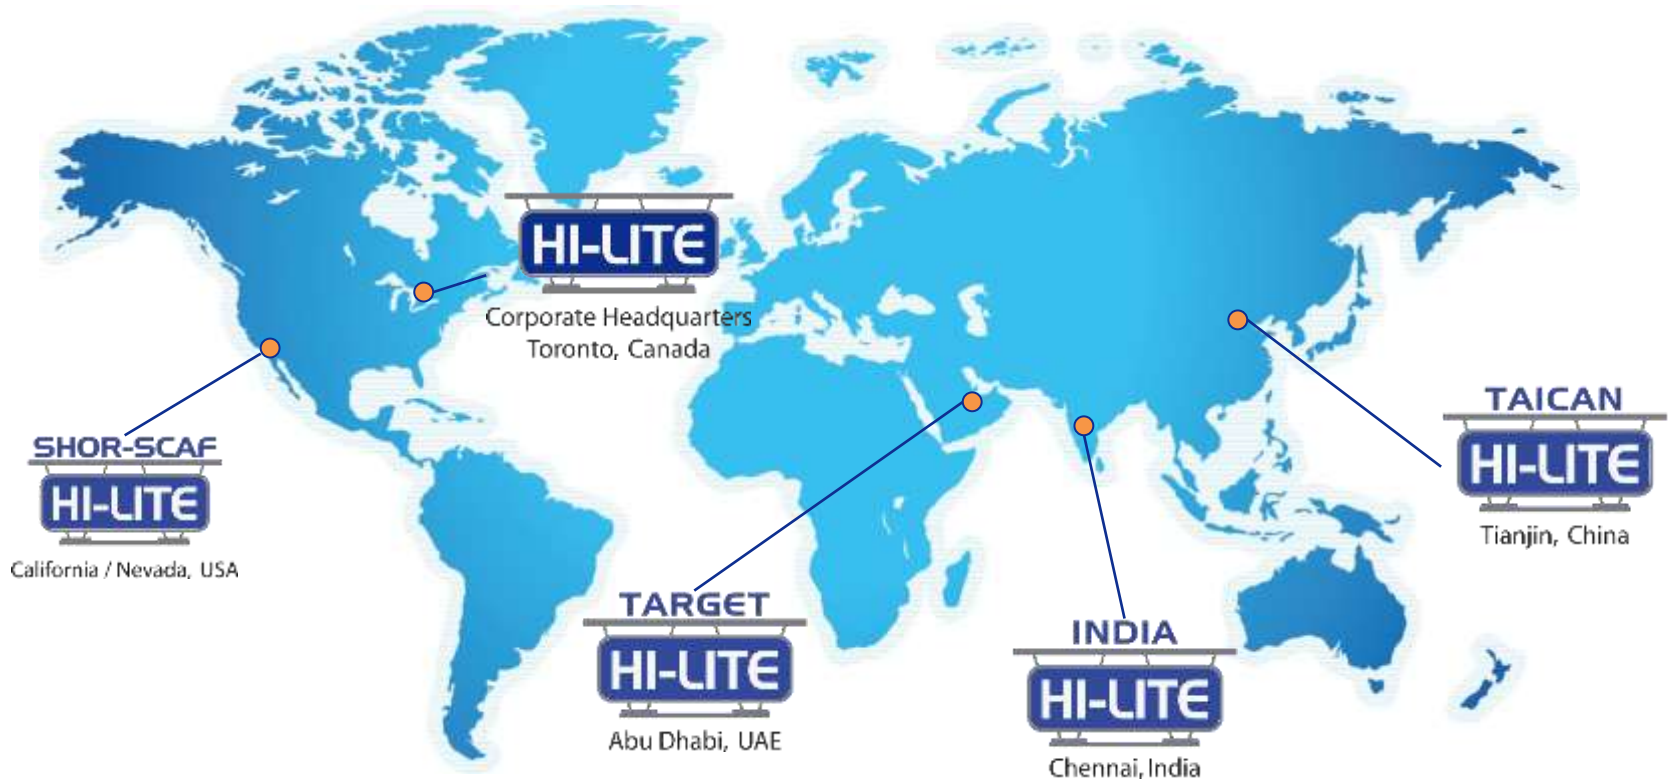 HI-LITE
Corporate Headquarters
Toronto, Canada
SHOR-SCAF
HI-LITE
California / Nevada, USA
TARGET
HI-LITE
Abu Dhabi, UAE
INDIA
HI-LITE
Chennai, India
TAICAN
HI-LITE
Tianjin, China